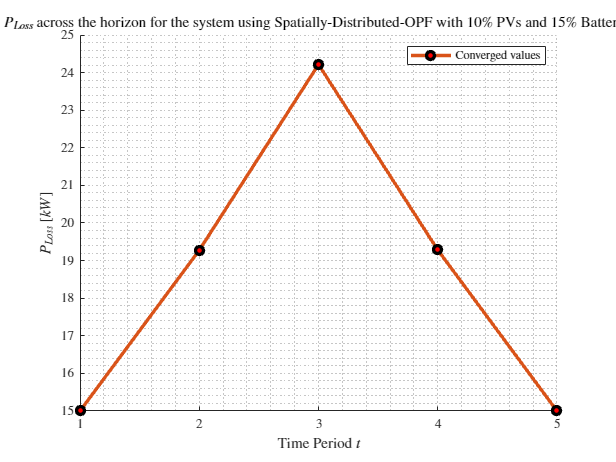 P_Loss across the horizon for the system using Spatially-Distributed-OPF with 10% PVs and 15% Batter
Converged values
25
24
23
22
21
20
19
18
17
16
15
P_Loss [kW]
1 2 3 4 5
Time Period t